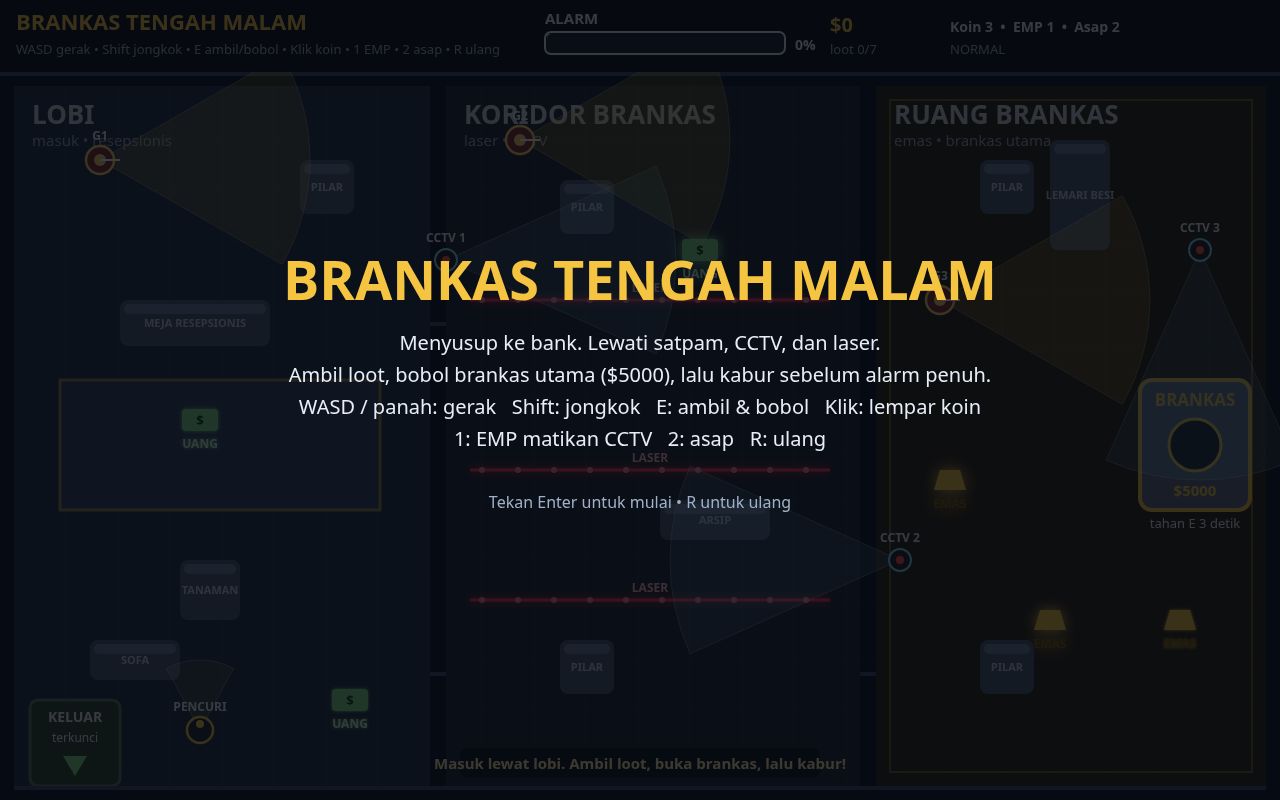 BRANKAS TENGAH MALAM
WASD gerak • Shift jongkok • E ambil/bobol • Klik koin • 1 EMP • 2 asap • R ulang
ALARM
0%
$0
loot 0/7
Koin 3 • EMP 1 • Asap 2
NORMAL
LOBI
masuk • resepsionis
G1
PILAR
KORIDOR BRANKAS
laser •
G2
PILAR
CCTV 1
$
UANG
RUANG BRANKAS
emas • brankas utama
PILAR
LEMARI BESI
CCTV 3
BRANKAS TENGAH MALAM
Menyusup ke bank. Lewati satpam, CCTV, dan laser.
Ambil loot, bobol brankas utama ($5000), lalu kabur sebelum alarm penuh.
WASD / panah: gerak Shift: jongkok E: ambil & bobol Klik: lempar koin
1: EMP matikan CCTV 2: asap R: ulang
Tekan Enter untuk mulai • R untuk ulang
MEJA RESEPSIONIS
$
UANG
LASER
ARSIP
LASER
CCTV 2
BRANKAS
$5000
tahan E 3 detik
EMAS
EMAS
EMAS
TANAMAN
SOFA
PENCURI
$
UANG
KELUAR
terkunci
PILAR
PILAR
Masuk lewat lobi. Ambil loot, buka brankas, lalu kabur!